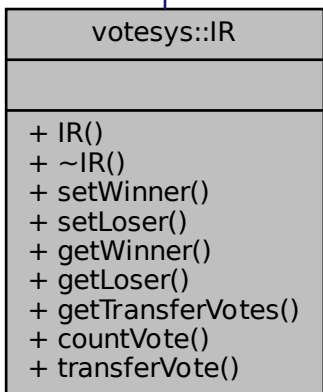 votesys::IR
+ IR()
+ ~IR()
+ setWinner()
+ setLoser()
+ getWinner()
+ getLoser()
+ getTransferVotes()
+ countVote()
+ transferVote()